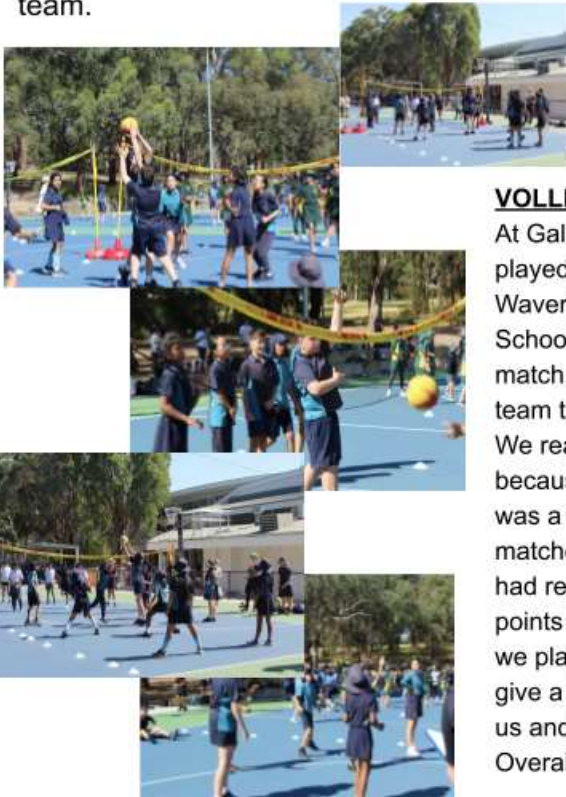 team.
VOLL
At Gal
played
Waver
Schoo
match
team t
We rea
becaus
was a
matche
had re
points
we pla
give a
us and
Overal